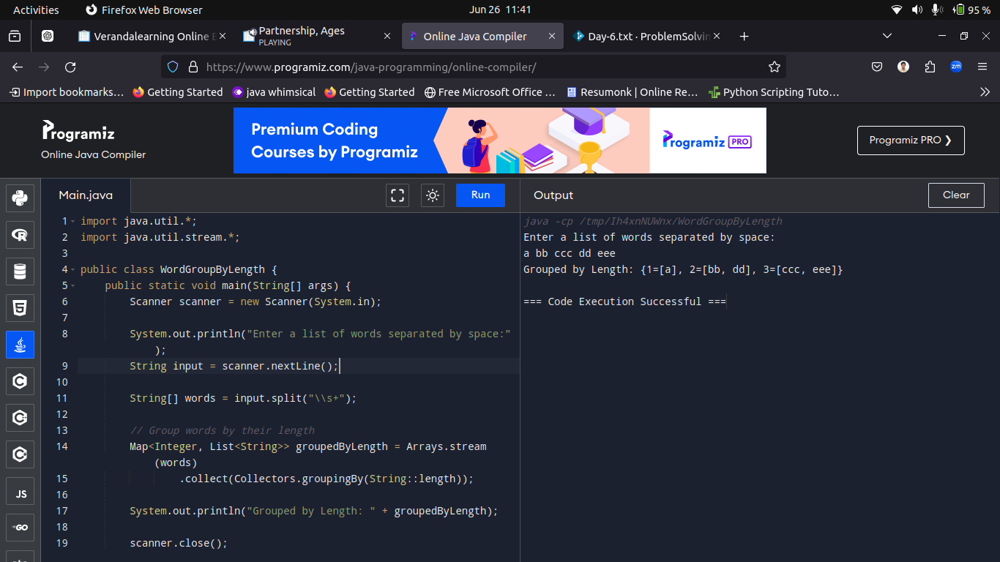 Activities
Firefox Web Browser
Jun 26 11:41
95 %
Verandalearning Online E
Partnership, Ages
PLAYING
Online Java Compiler
Day-6.txt · ProblemSolvin
https://www.programiz.com/java-programming/online-compiler/
zm
Import bookmarks...
Getting Started
java whimsical
Getting Started
Free Microsoft Office ...
Resumonk | Online Re...
Python Scripting Tuto...
Programiz
Online Java Compiler
Premium Coding
Courses by Programiz
Programiz PRO
Programiz PRO ❯
Main.java
Run
Output
Clear
1 import java.util.*;
2 import java.util.stream.*;
3
4 public class WordGroupByLength {
5 public static void main(String[] args) {
6 Scanner scanner = new Scanner(System.in);
7
8 System.out.println("Enter a list of words separated by space:"
);
9 String input = scanner.nextLine();
10
11 String[] words = input.split("\\s+");
12
13 // Group words by their length
14 Map<Integer, List<String>> groupedByLength = Arrays.stream
(words)
15 .collect(Collectors.groupingBy(String::length));
16
17 System.out.println("Grouped by Length: " + groupedByLength);
18
19 scanner.close();
java -cp /tmp/Ih4xnNUWnx/WordGroupByLength
Enter a list of words separated by space:
a bb ccc dd eee
Grouped by Length: {1=[a], 2=[bb, dd], 3=[ccc, eee]}
=== Code Execution Successful ===
R
5
C
C
C
JS
GO